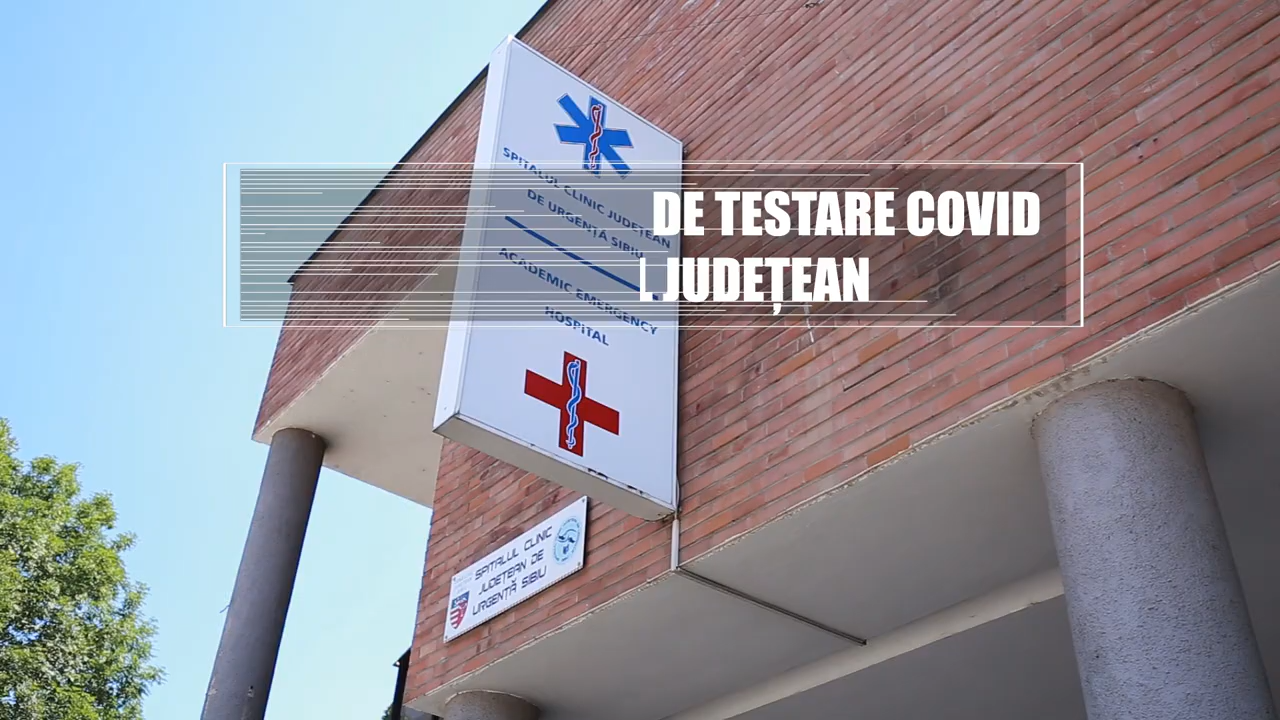 SPITALUL CLINIC JUDEȚEAN
DE URGENȚĂ SIBIU
ACADEMIC EMERGENCY
HOSPITAL
DE TESTARE COVID
JUDEȚEAN
SPITALUL CLINIC
JUDEȚEAN DE
URGENȚĂ SIBIU